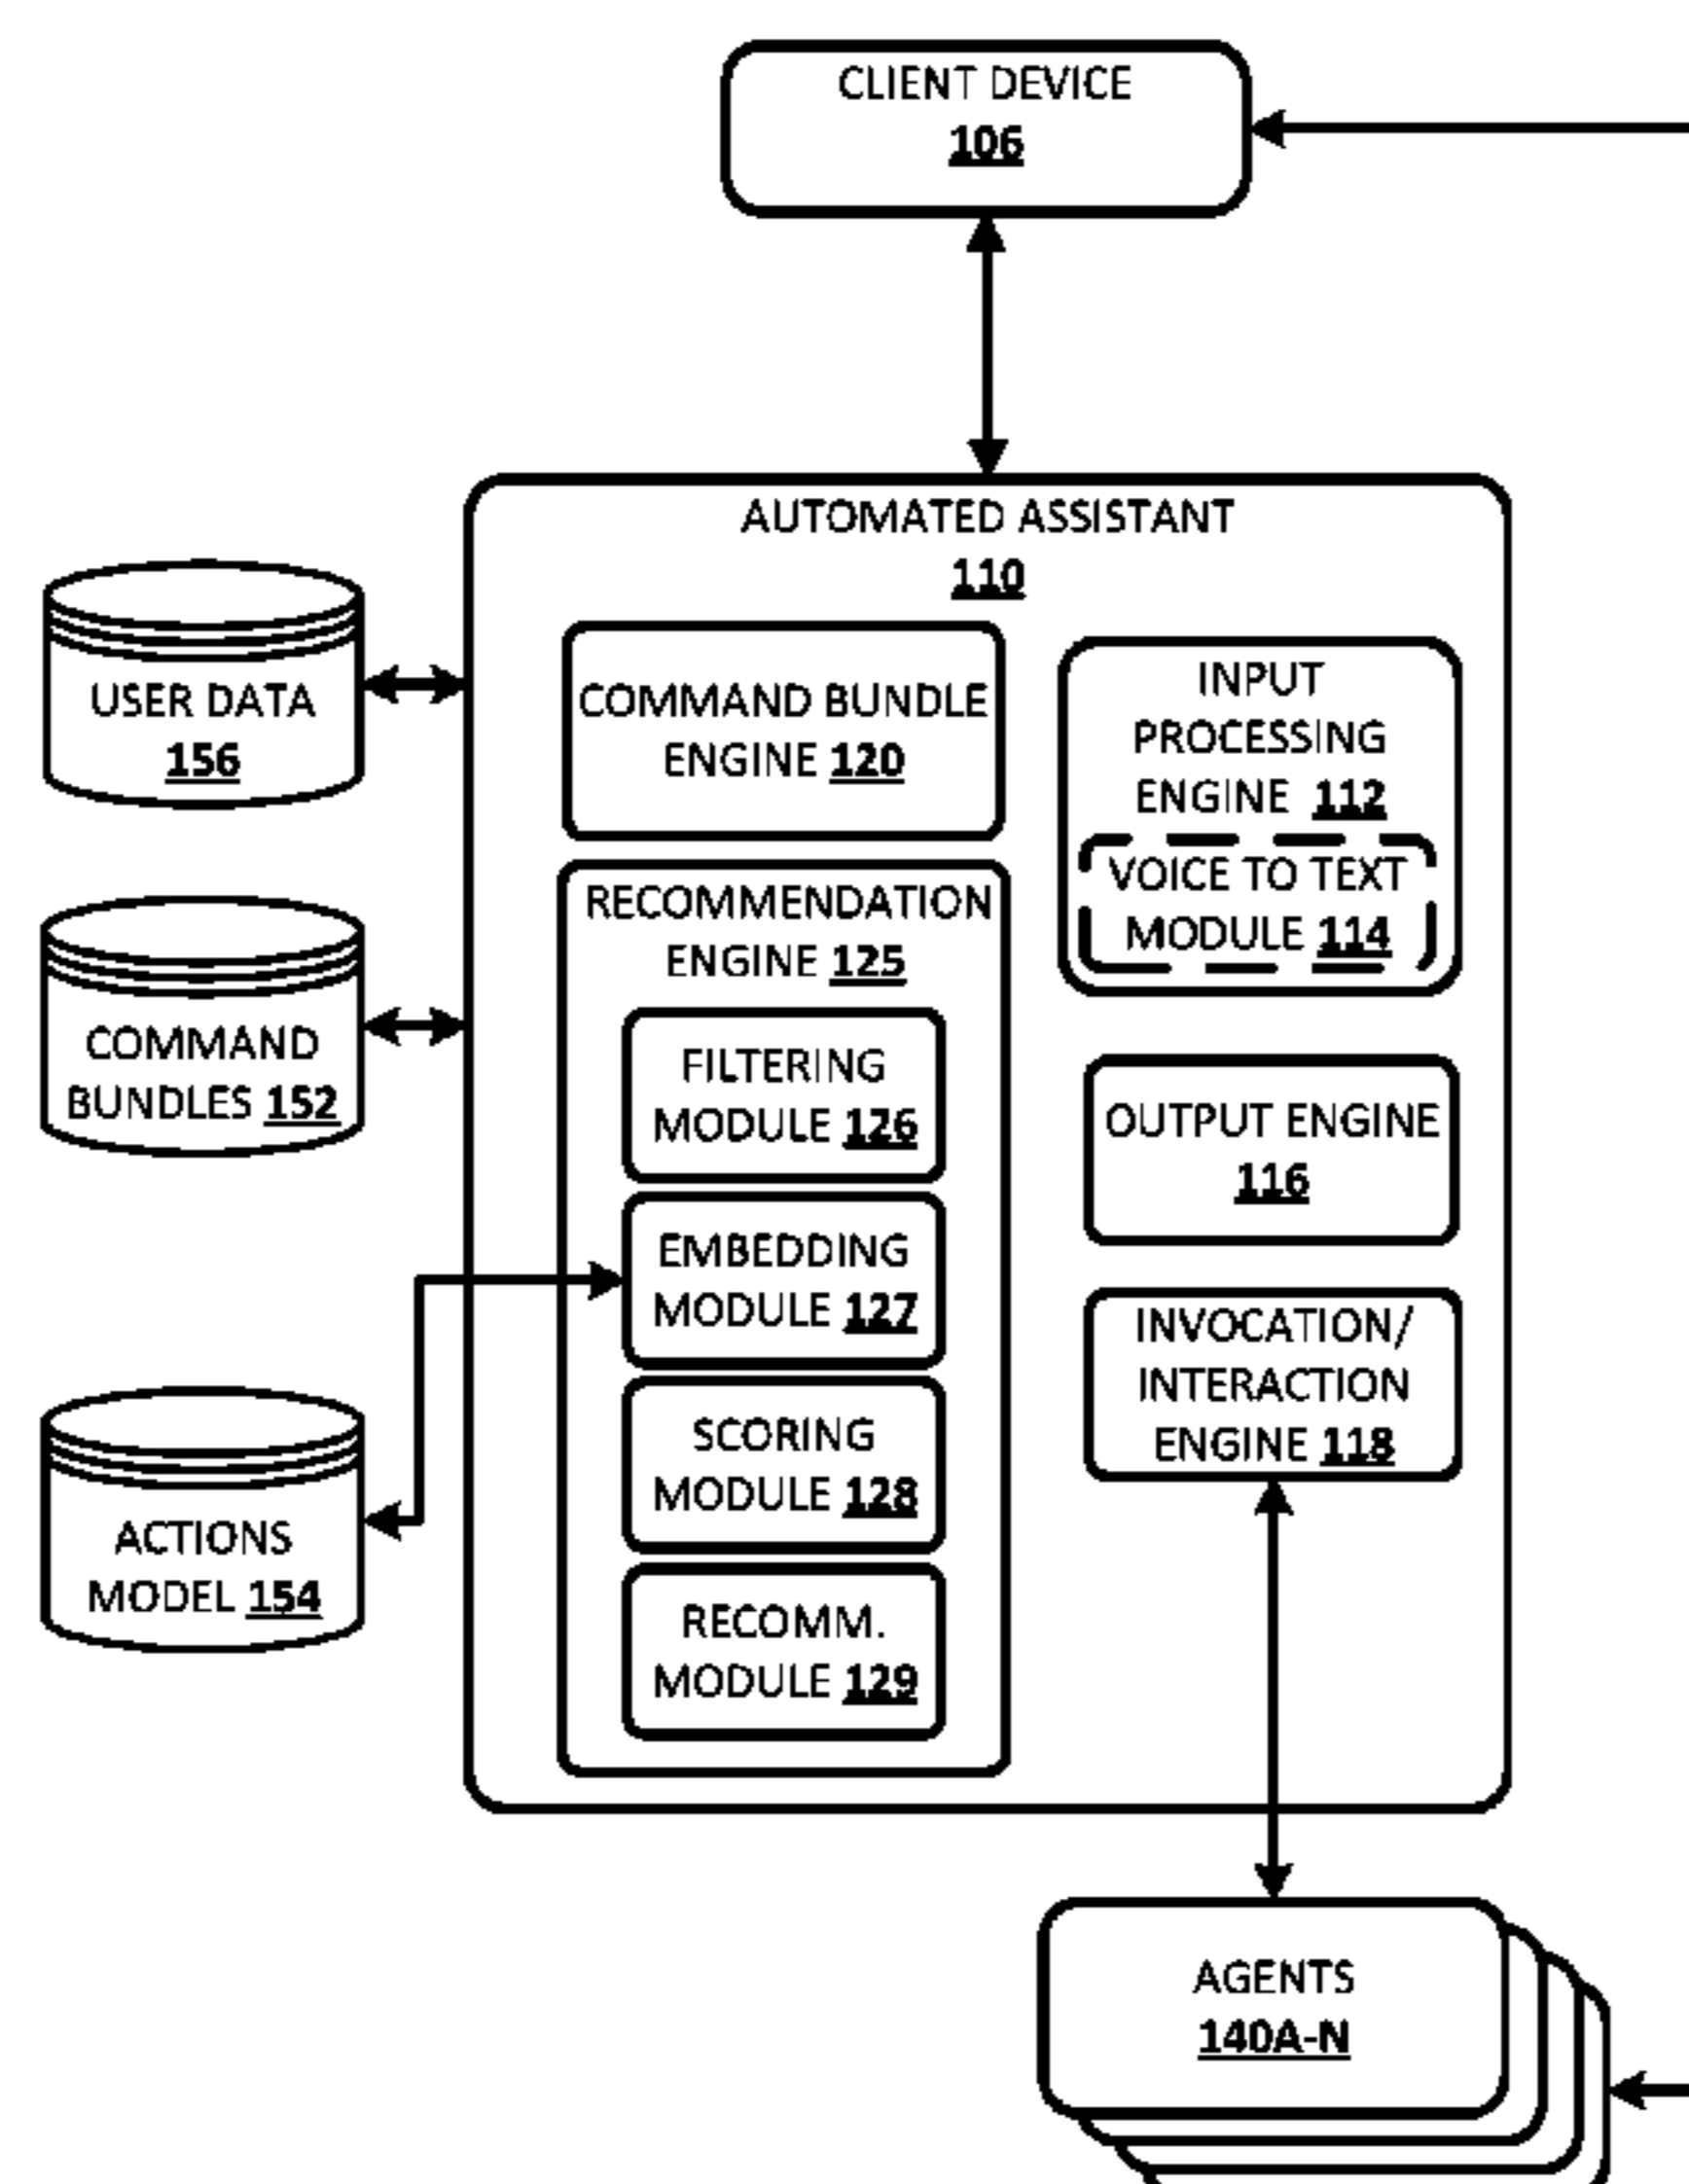 CLIENT DEVICE
106
AUTOMATED ASSISTANT
110
USER DATA
156
COMMAND BUNDLES 152
ACTIONS
MODEL 154
COMMAND BUNDLE
ENGINE 120
RECOMMENDATION
ENGINE 125
FILTERING
MODULE 126
EMBEDDING
MODULE 127
SCORING
MODULE 128
RECOMM.
MODULE 129
INPUT
PROCESSING
ENGINE 112
VOICE TO TEXT
MODULE 114
OUTPUT ENGINE
116
INVOCATION/
INTERACTION
ENGINE 118
AGENTS
140A-N